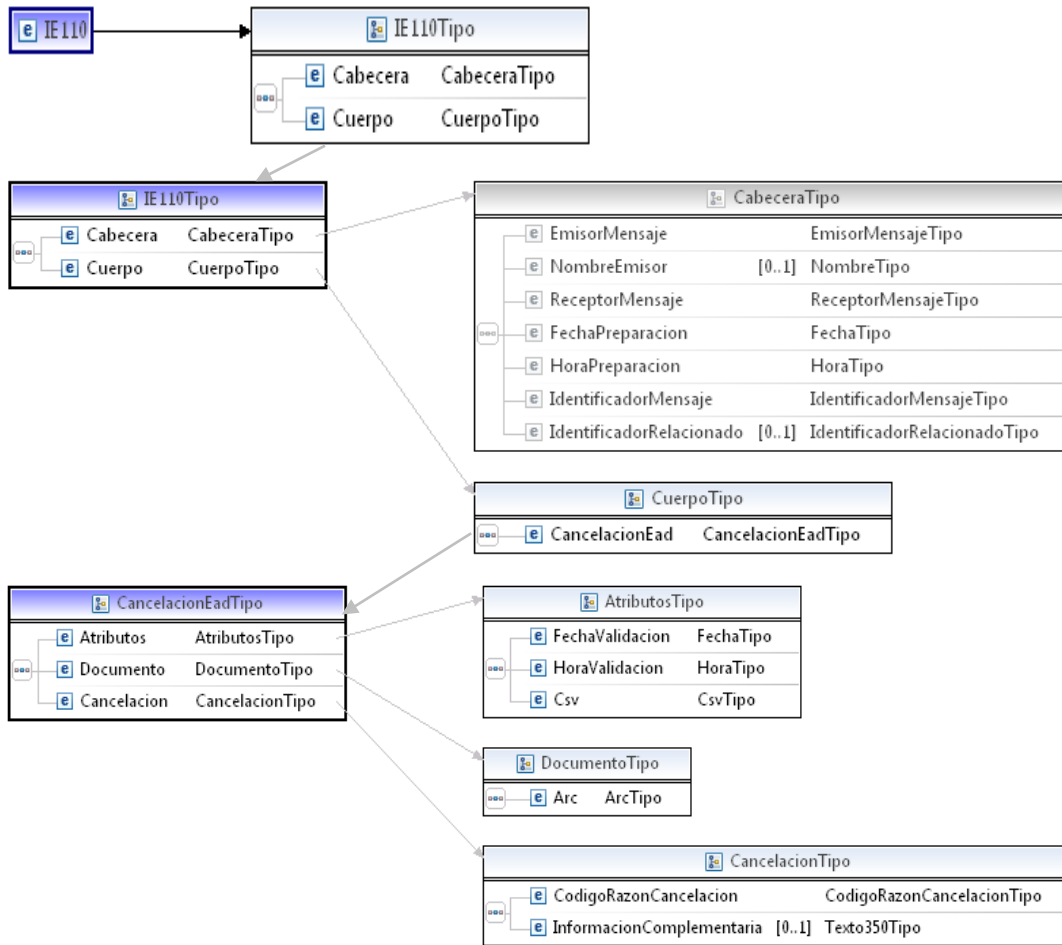 e IE110
IE110Tipo
e Cabecera CabeceraTipo
e Cuerpo CuerpoTipo
IE110Tipo
e Cabecera CabeceraTipo
e Cuerpo CuerpoTipo
CabeceraTipo
e EmisorMensaje EmisorMensajeTipo
e NombreEmisor [0..1] NombreTipo
e ReceptorMensaje ReceptorMensajeTipo
e FechaPreparacion FechaTipo
e HoraPreparacion HoraTipo
e IdentificadorMensaje IdentificadorMensajeTipo
e IdentificadorRelacionado [0..1] IdentificadorRelacionadoTipo
CuerpoTipo
e CancelacionEad CancelacionEadTipo
CancelacionEadTipo
e Atributos AtributosTipo
e Documento DocumentoTipo
e Cancelacion CancelacionTipo
AtributosTipo
e FechaValidacion FechaTipo
e HoraValidacion HoraTipo
e Csv CsvTipo
DocumentoTipo
e Arc ArcTipo
CancelacionTipo
e CodigoRazonCancelacion CodigoRazonCancelacionTipo
e InformacionComplementaria [0..1] Texto350Tipo